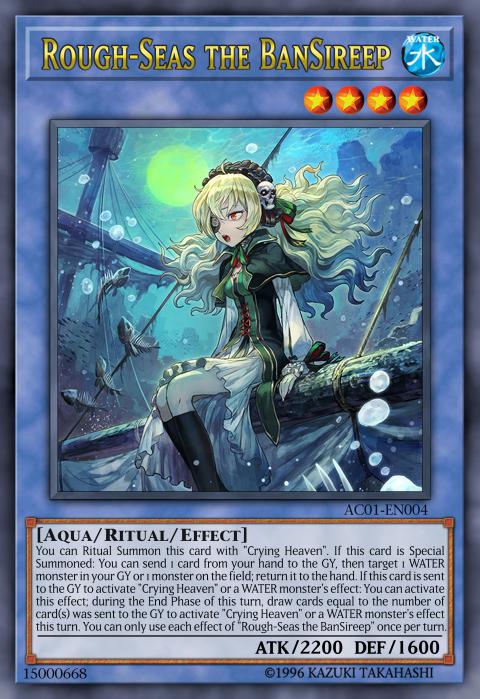 ROUGH-SEAS THE BANSIREEP
WATER
水
AC01-EN004
[AQUA/RITUAL/EFFECT]
You can Ritual Summon this card with "Crying Heaven". If this card is Special
Summoned: You can send 1 card from your hand to the GY, then target 1 WATER
monster in your GY or 1 monster on the field; return it to the hand. If this card is sent
to the GY to activate "Crying Heaven" or a WATER monster's effect: You can activate
this effect; during the End Phase of this turn, draw cards equal to the number of
card(s) was sent to the GY to activate "Crying Heaven" or a WATER monster's effect
this turn. You can only use each effect of "Rough-Seas the BanSireep" once per turn.
ATK/2200 DEF/1600
15000668
©1996 KAZUKI TAKAHASHI